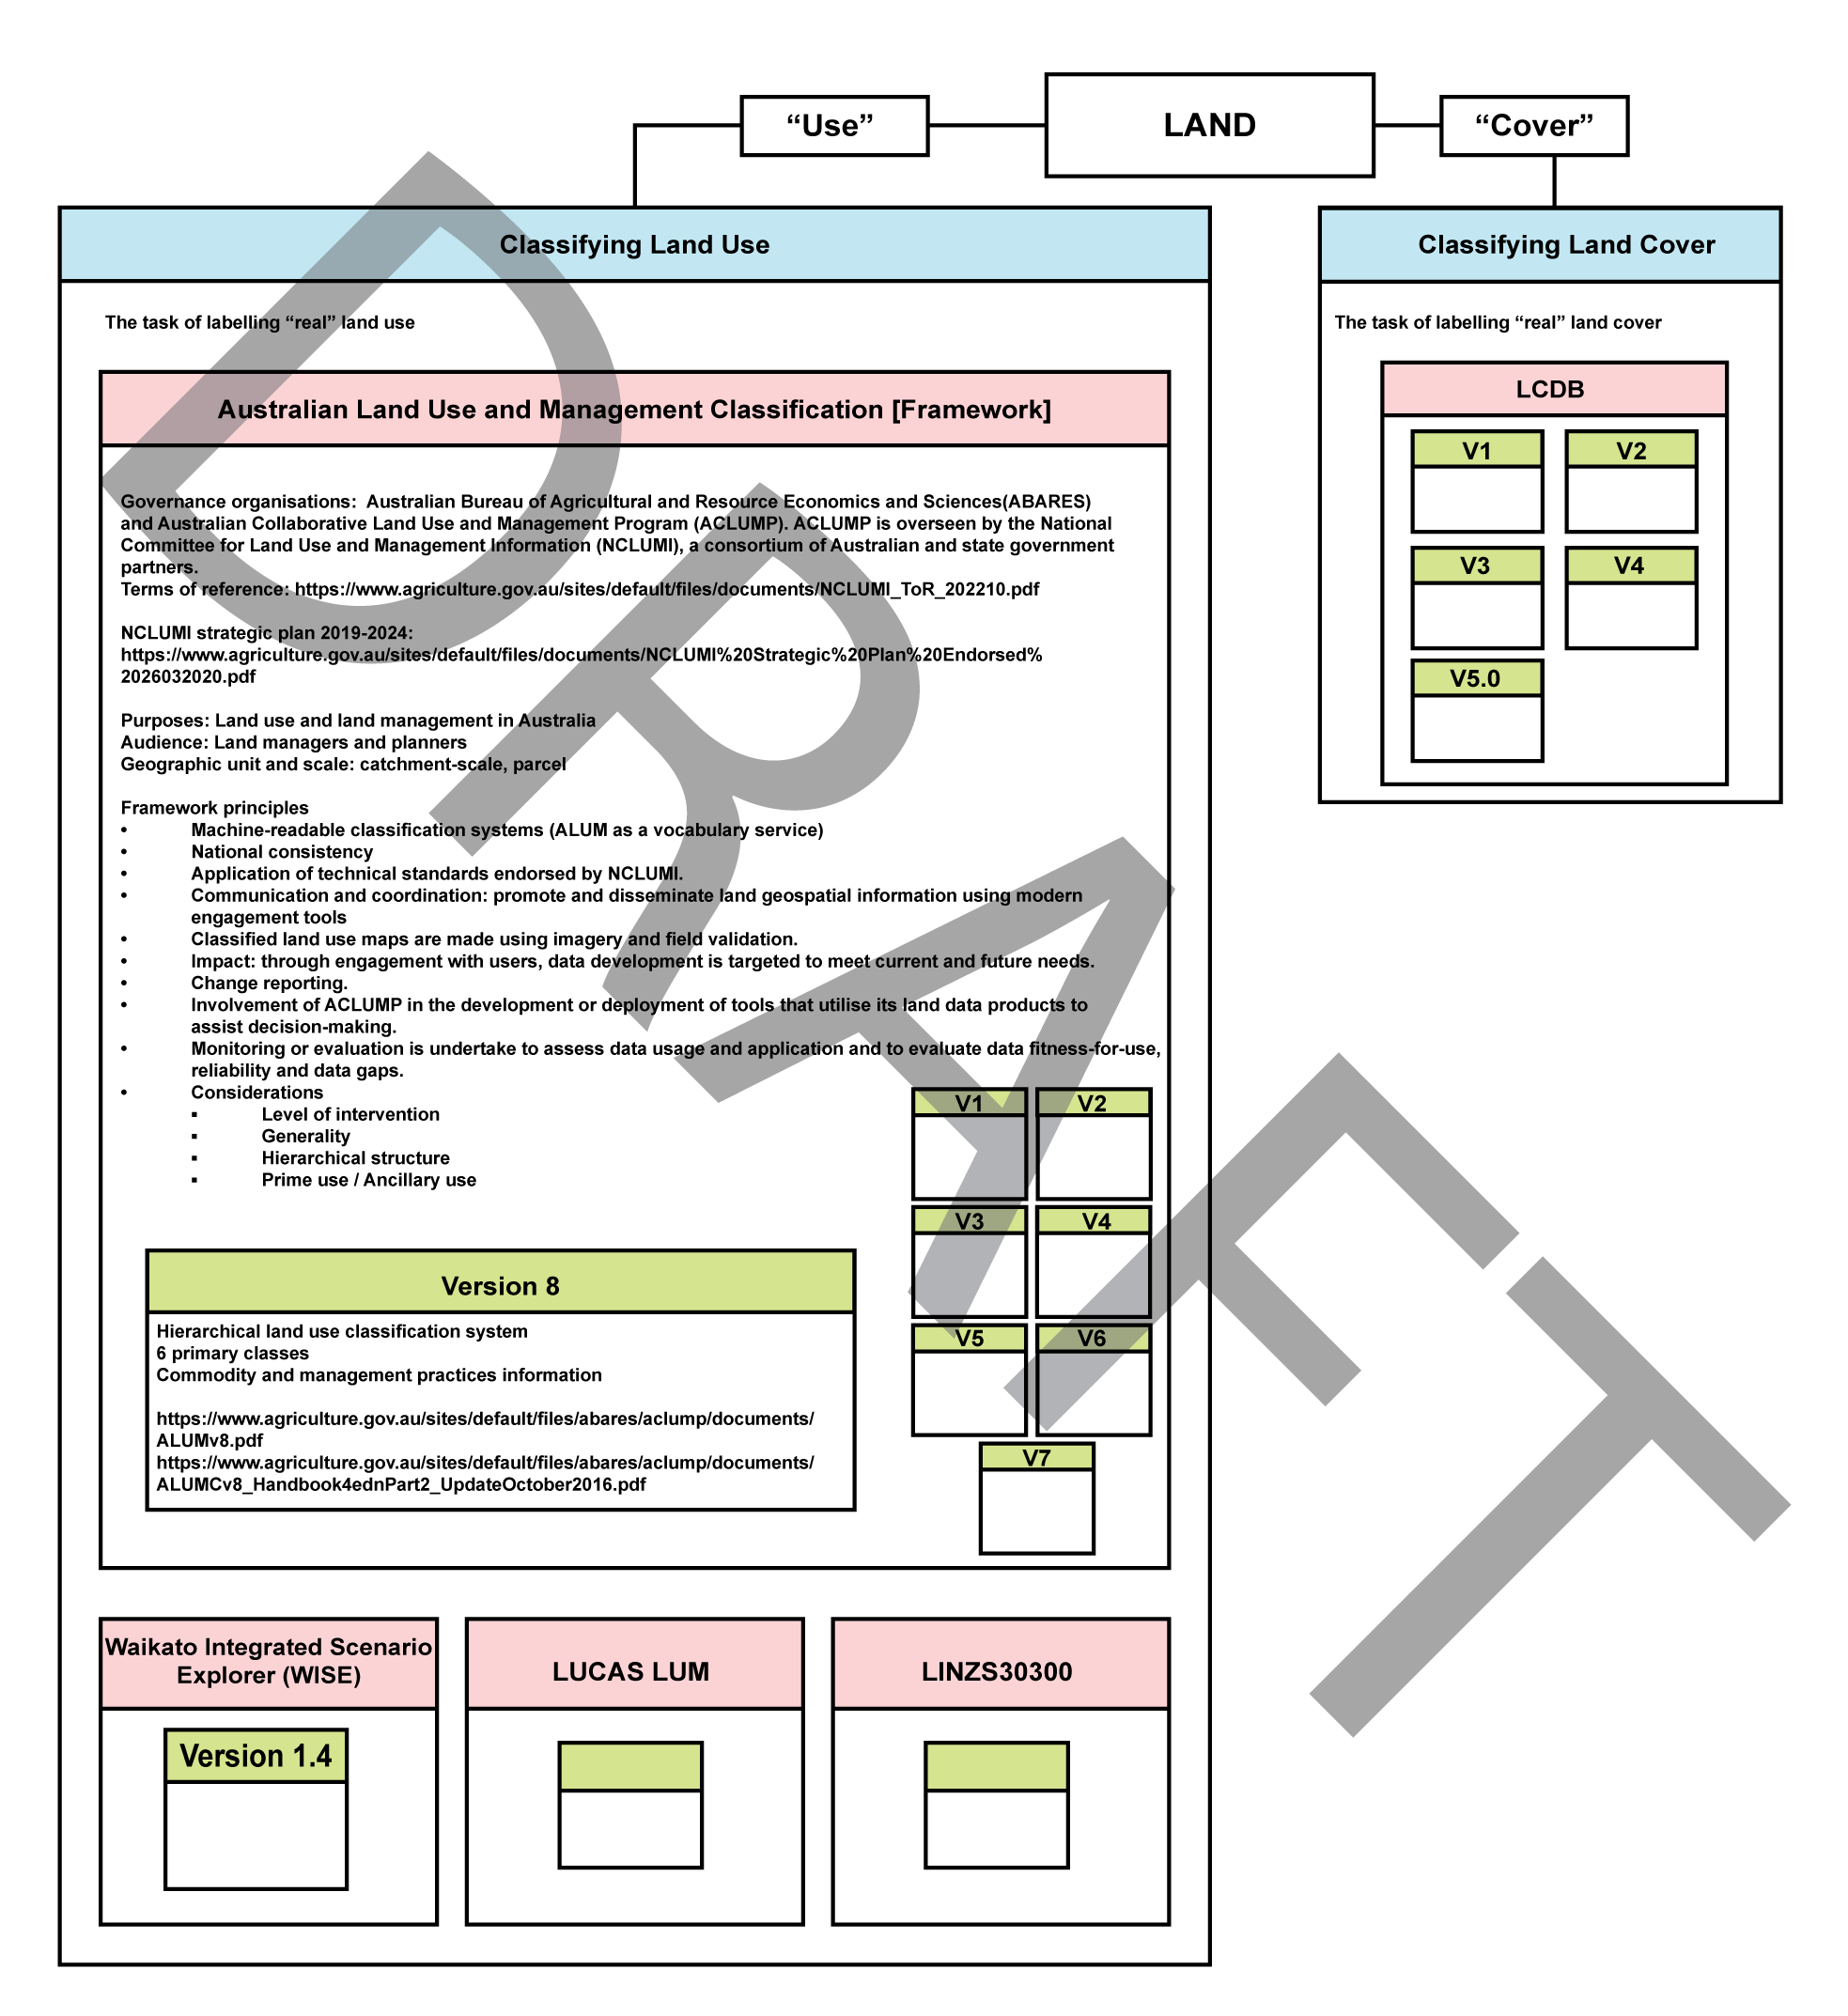 “Use”
LAND
“Cover”
Classifying Land Use
The task of labelling “real” land use
Australian Land Use and Management Classification [Framework]
Governance organisations:  Australian Bureau of Agricultural and Resource Economics and Sciences(ABARES)
and Australian Collaborative Land Use and Management Program (ACLUMP). ACLUMP is overseen by the National
Committee for Land Use and Management Information (NCLUMI), a consortium of Australian and state government
partners.
Terms of reference: https://www.agriculture.gov.au/sites/default/files/documents/NCLUMI_ToR_202210.pdf
NCLUMI strategic plan 2019-2024:
https://www.agriculture.gov.au/sites/default/files/documents/NCLUMI%20Strategic%20Plan%20Endorsed%
2026032020.pdf
Purposes: Land use and land management in Australia
Audience: Land managers and planners
Geographic unit and scale: catchment-scale, parcel
Framework principles
• Machine-readable classification systems (ALUM as a vocabulary service)
• National consistency
• Application of technical standards endorsed by NCLUMI.
• Communication and coordination: promote and disseminate land geospatial information using modern
engagement tools
• Classified land use maps are made using imagery and field validation.
• Impact: through engagement with users, data development is targeted to meet current and future needs.
• Change reporting.
• Involvement of ACLUMP in the development or deployment of tools that utilise its land data products to
assist decision-making.
• Monitoring or evaluation is undertake to assess data usage and application and to evaluate data fitness-for-use,
reliability and data gaps.
• Considerations
▪ Level of intervention
▪ Generality
▪ Hierarchical structure
▪ Prime use / Ancillary use
V1
V2
V3
V4
V5
V6
V7
Version 8
Hierarchical land use classification system
6 primary classes
Commodity and management practices information
https://www.agriculture.gov.au/sites/default/files/abares/aclump/documents/
ALUMv8.pdf
https://www.agriculture.gov.au/sites/default/files/abares/aclump/documents/
ALUMCv8_Handbook4ednPart2_UpdateOctober2016.pdf
Waikato Integrated Scenario
Explorer (WISE)
Version 1.4
LUCAS LUM
LINZS30300
Classifying Land Cover
The task of labelling “real” land cover
LCDB
V1
V2
V3
V4
V5.0
DRAFT